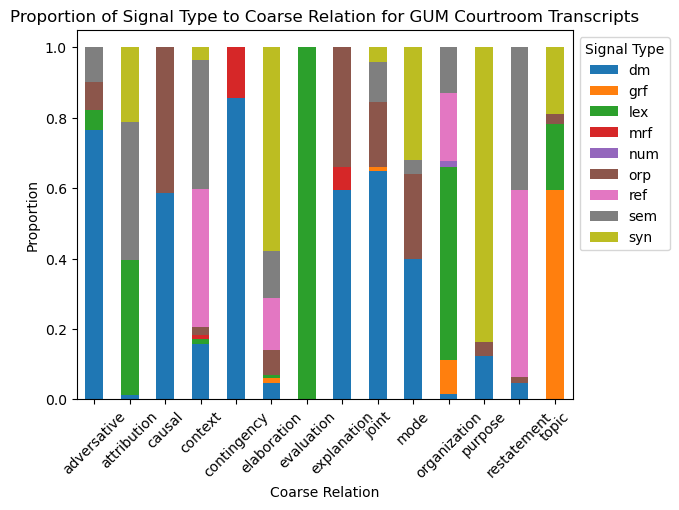 Proportion of Signal Type to Coarse Relation for GUM Courtroom Transcripts
Signal Type
dm
grf
lex
mrf
num
orp
ref
sem
syn
Proportion
1.0
0.8
0.6
0.4
0.2
0.0
adversative
attribution
causal
context
contingency
elaboration
evaluation
explanation
joint
mode
organization
purpose
restatement
topic
Coarse Relation